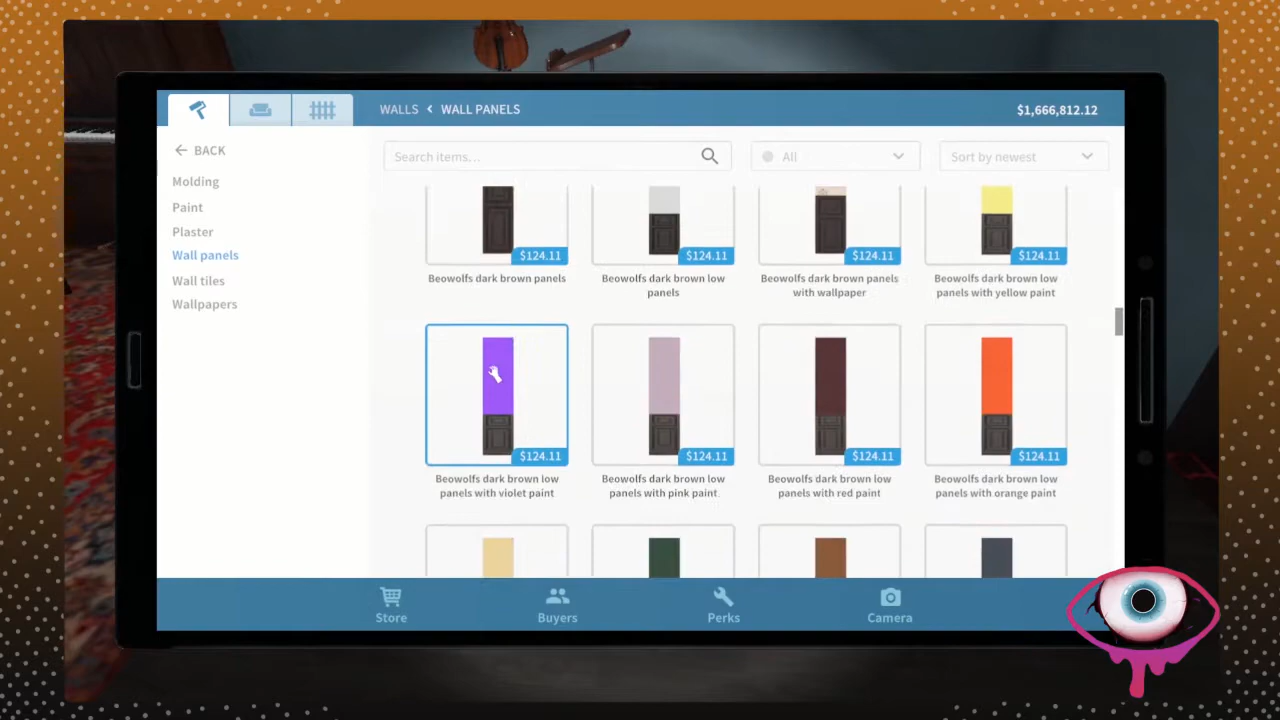 WALLS < WALL PANELS
$1,666,812.12
BACK
Search items...
All
Sort by newest
Molding
Paint
Plaster
Wall panels
Wall tiles
Wallpapers
$124.11
$124.11
$124.11
$124.11
Beowolfs dark brown panels
Beowolfs dark brown low
panels
Beowolfs dark brown panels
with wallpaper
Beowolfs dark brown low
panels with yellow paint
$124.11
$124.11
$124.11
$124.11
Beowolfs dark brown low
panels with violet paint
Beowolfs dark brown low
panels with pink paint
Beowolfs dark brown low
panels with red paint
Beowolfs dark brown low
panels with orange paint
Store
Buyers
Perks
Camera